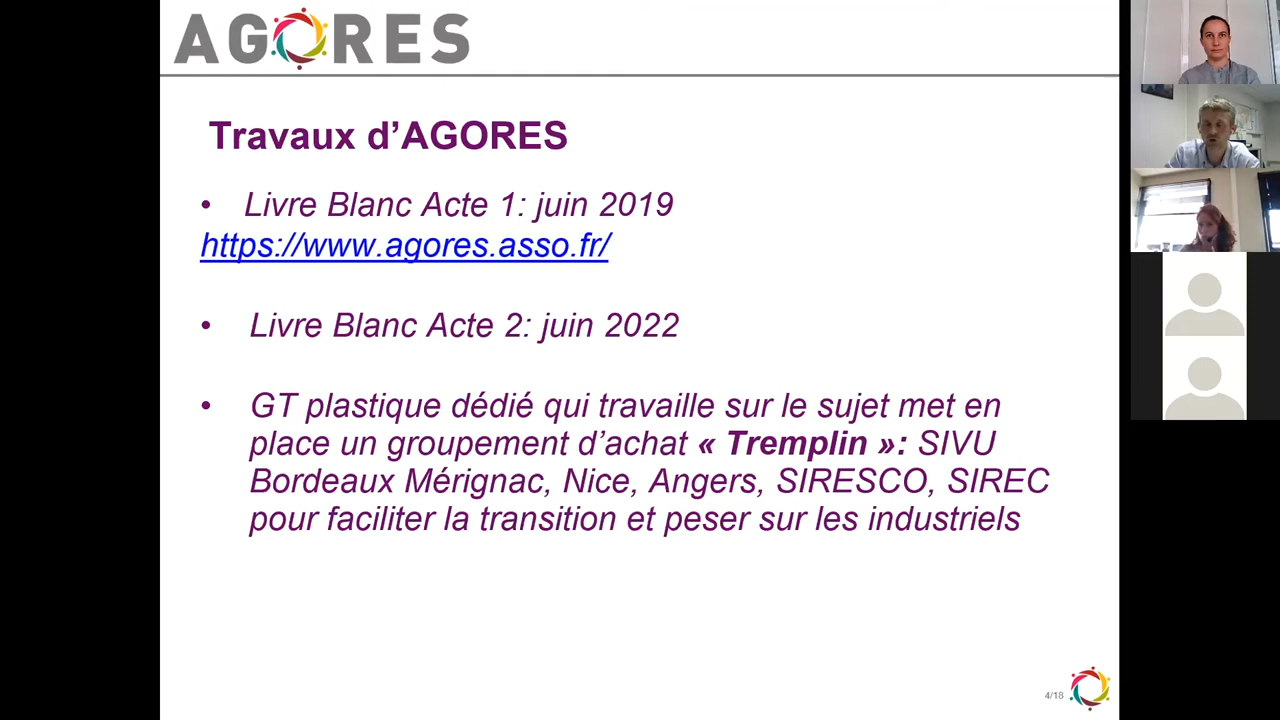 AGORES
Travaux d’AGORES
• Livre Blanc Acte 1: juin 2019
https://www.agores.asso.fr/
• Livre Blanc Acte 2: juin 2022
• GT plastique dédié qui travaille sur le sujet met en
place un groupement d’achat « Tremplin »: SIVU
Bordeaux Mérignac, Nice, Angers, SIRESCO, SIREC
pour faciliter la transition et peser sur les industriels
4/18